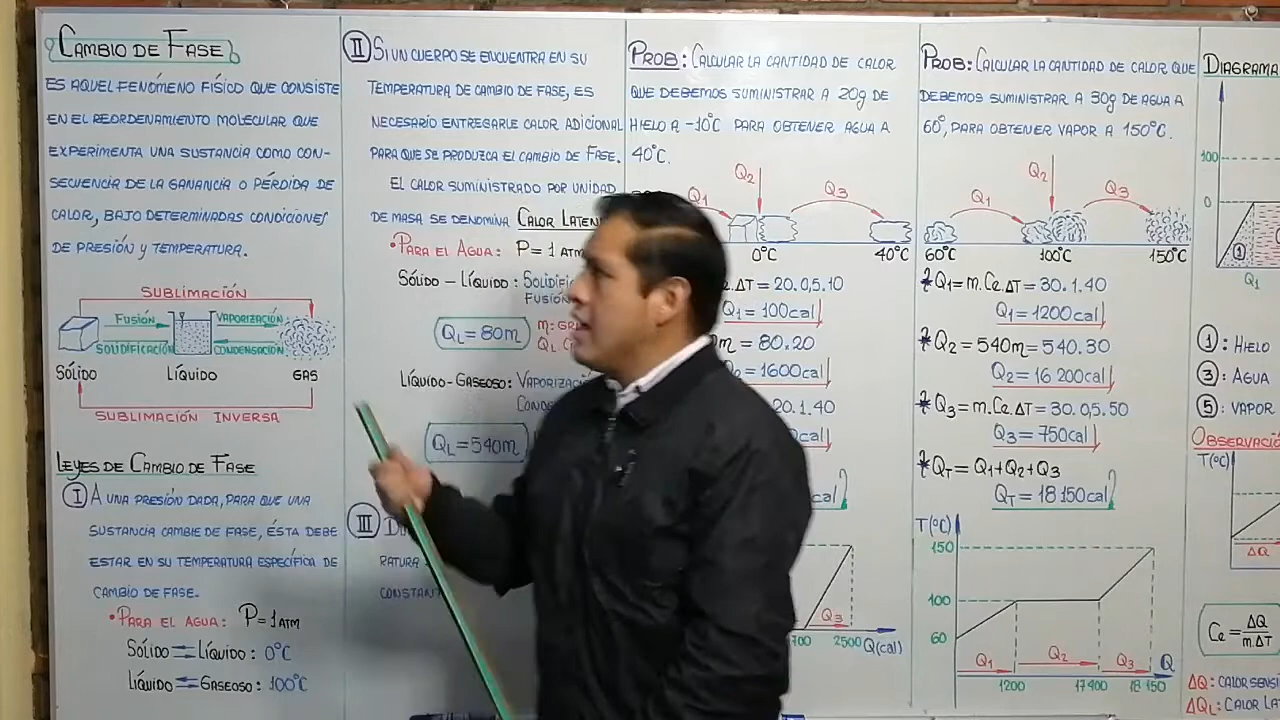 CAMBIO DE FASE
ES AQUEL FENÓMENO FÍSICO QUE CONSISTE
EN EL REORDENAMIENTO MOLECULAR QUE
EXPERIMENTA UNA SUSTANCIA COMO CON-
SECUENCIA DE LA GANANCIA O PÉRDIDA DE
CALOR, BAJO DETERMINADAS CONDICIONES
DE PRESIÓN y TEMPERATURA.
SUBLIMACIÓN
FUSIÓN
VAPORIZACIÓN
SOLIDIFICACIÓN
CONDENSACIÓN
SÓLIDO LÍQUIDO GAS
SUBLIMACIÓN INVERSA
LEYES DE CAMBIO DE FASE
I A UNA PRESIÓN DADA, PARA QUE UNA
SUSTANCIA CAMBIE DE FASE, ÉSTA DEBE
ESTAR EN SU TEMPERATURA ESPECÍFICA DE
CAMBIO DE FASE.
• PARA EL AGUA: P=1 ATM
SÓLIDO ⇌ LÍQUIDO: 0°C
LÍQUIDO ⇌ GASEOSO: 100°C
II SI UN CUERPO SE ENCUENTRA EN SU
TEMPERATURA DE CAMBIO DE FASE, ES
NECESARIO ENTREGARLE CALOR ADICIONAL
PARA QUE SE PRODUZCA EL CAMBIO DE FASE.
EL CALOR SUMINISTRADO POR UNIDAD
DE MASA SE DENOMINA CALOR LATEN
• PARA EL AGUA: P=1 ATM
SÓLIDO – LÍQUIDO: SOLIDIFI
FUSIÓN
QL=80m
m: GR
QL
LÍQUIDO-GASEOSO: VAPORIZACI
CONDE
QL=540m
III
RATURA
CONSTAN
PROB: CALCULAR LA CANTIDAD DE CALOR
QUE DEBEMOS SUMINISTRAR A 20g DE
HIELO A -10°C PARA OBTENER AGUA A
40°C.
Q1 Q2 Q3
0°C 40°C
e.ΔT = 20.0,5.10
Q1=100cal
m = 80.20
=1600cal
20.1.40
cal
cal
Q3
700 2500 Q(cal)
PROB: CALCULAR LA CANTIDAD DE CALOR QUE
DEBEMOS SUMINISTRAR A 30g DE AGUA A
60°, PARA OBTENER VAPOR A 150°C.
Q1 Q2 Q3
60°C 100°C 150°C
*Q1=m.Ce.ΔT=30.1.40
Q1=1200cal
*Q2=540m=540.30
Q2=16 200cal
*Q3=m.Ce.ΔT=30.0,5.50
Q3=750cal
*QT=Q1+Q2+Q3
QT=18 150cal
T(°C)
150
100
60
Q1 Q2 Q3 Q
1200 17400 18 150
DIAGRAMA
100
0
1
Q1
1: HIELO
3: AGUA
5: VAPOR
OBSERVACIÓ
T(°C)
ΔQ
Ce=ΔQ/m.ΔT
ΔQ: CALOR SENSI
ΔQL: CALOR LA